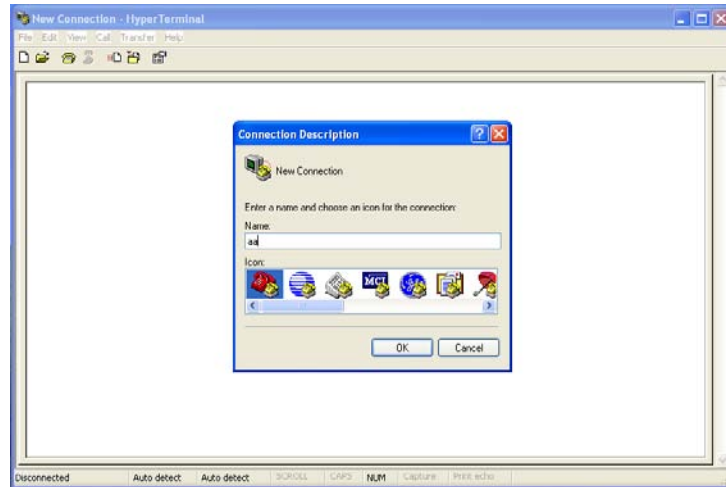 New Connection - HyperTerminal
File Edit View Call Transfer Help
Connection Description
New Connection
Enter a name and choose an icon for the connection:
Name:
aa
Icon:
MCI
OK Cancel
Disconnected Auto detect Auto detect SCROLL CAPS NUM Capture Print echo